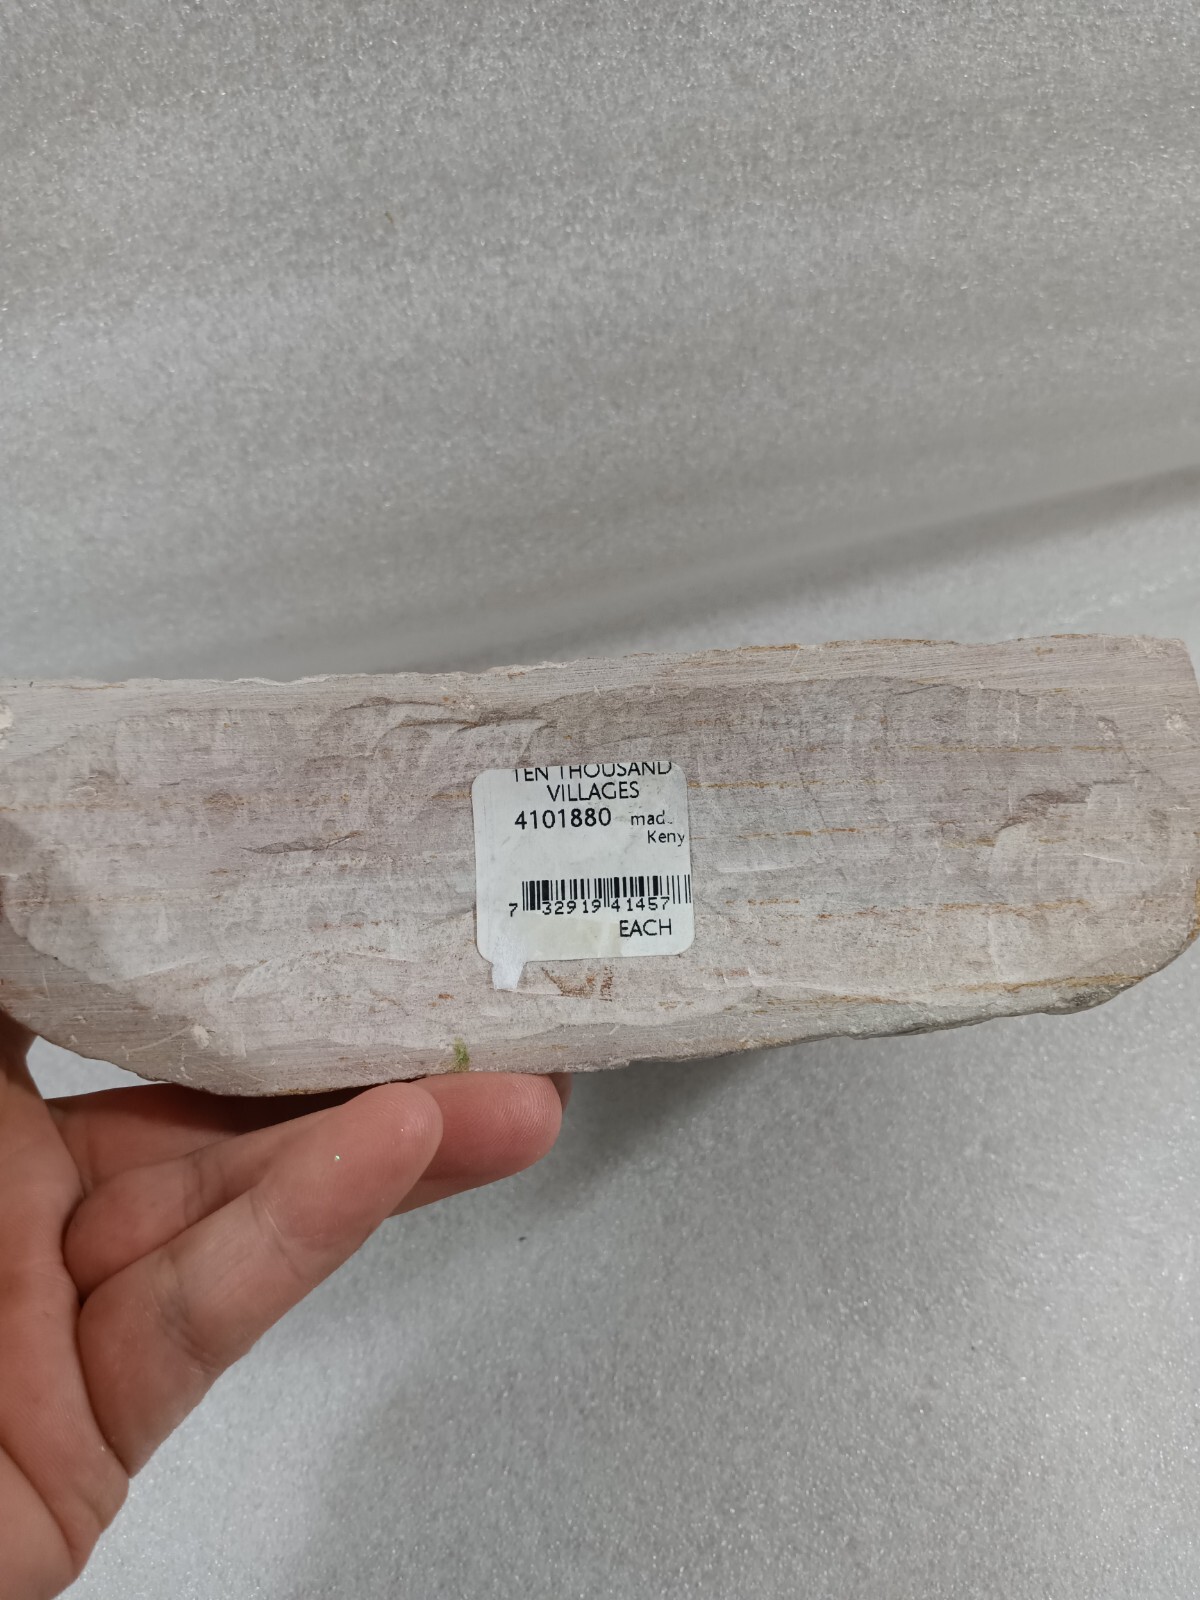 TEN THOUSAND
VILLAGES
4101880 mad
Keny
7 32919 41457
EACH